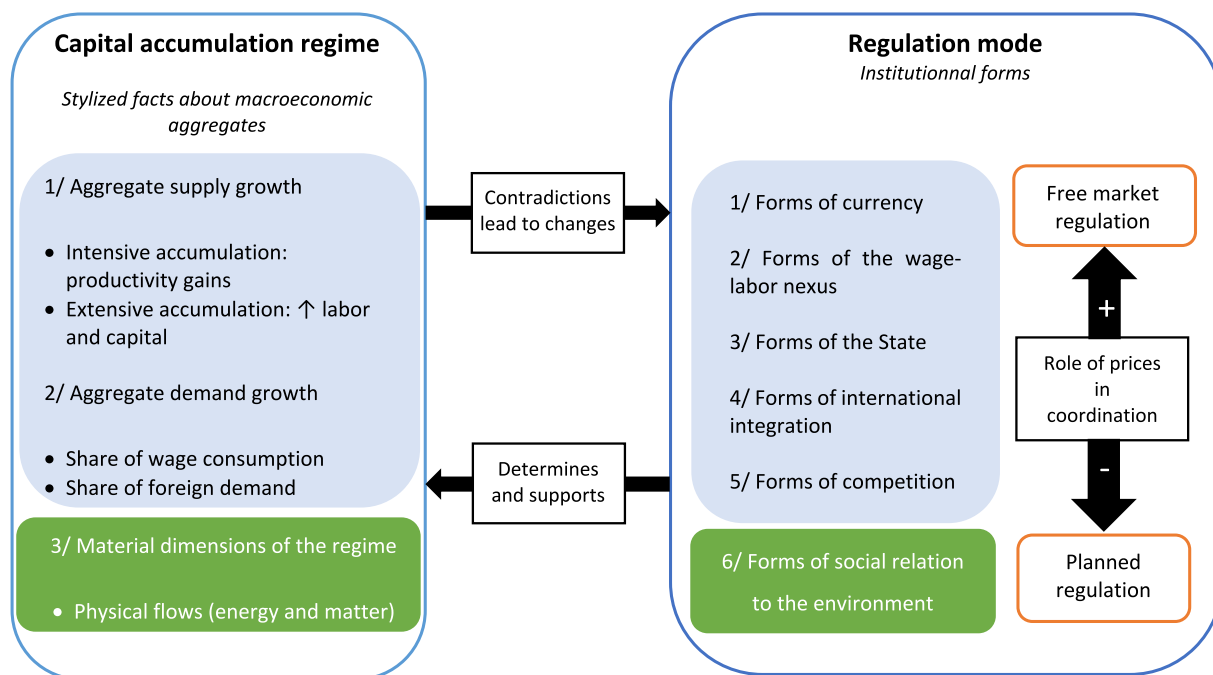 Capital accumulation regime
Stylized facts about macroeconomic
aggregates
1/ Aggregate supply growth
• Intensive accumulation:
productivity gains
• Extensive accumulation: ↑ labor
and capital
2/ Aggregate demand growth
• Share of wage consumption
• Share of foreign demand
3/ Material dimensions of the regime
• Physical flows (energy and matter)
Contradictions
lead to changes
Determines
and supports
Regulation mode
Institutionnal forms
1/ Forms of currency
2/ Forms of the wage-
labor nexus
3/ Forms of the State
4/ Forms of international
integration
5/ Forms of competition
6/ Forms of social relation
to the environment
Free market
regulation
+
Role of prices
in
coordination
-
Planned
regulation